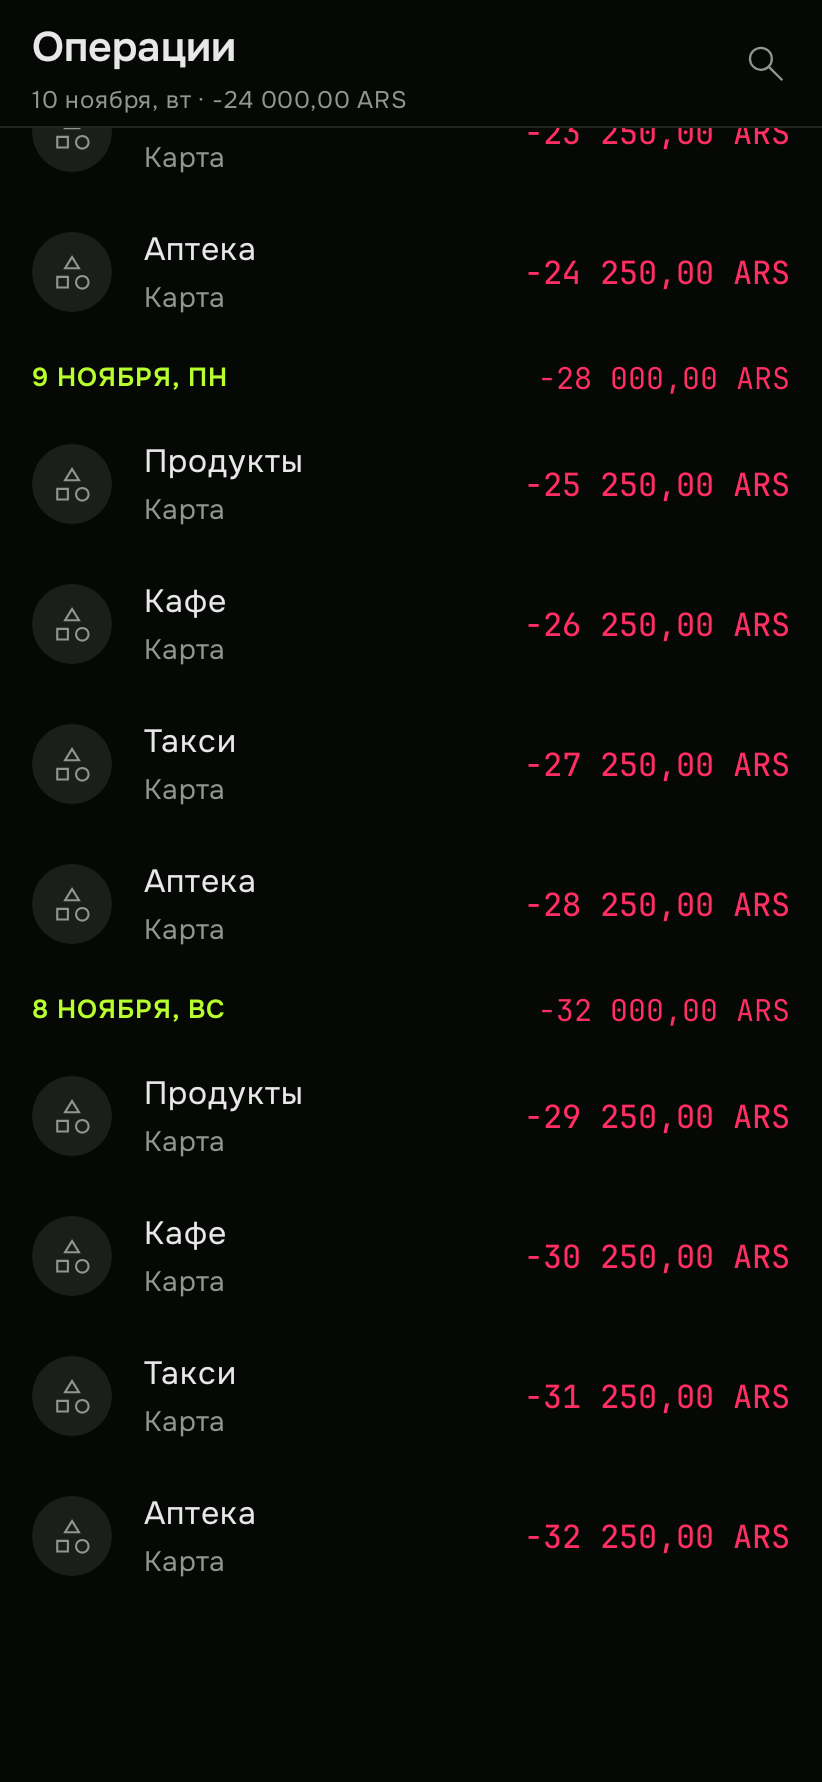 Операции
10 ноября, вт · -24 000,00 ARS
-23 250,00 ARS
Карта
Аптека
-24 250,00 ARS
Карта
9 НОЯБРЯ, ПН
-28 000,00 ARS
Продукты
-25 250,00 ARS
Карта
Кафе
-26 250,00 ARS
Карта
Такси
-27 250,00 ARS
Карта
Аптека
-28 250,00 ARS
Карта
8 НОЯБРЯ, ВС
-32 000,00 ARS
Продукты
-29 250,00 ARS
Карта
Кафе
-30 250,00 ARS
Карта
Такси
-31 250,00 ARS
Карта
Аптека
-32 250,00 ARS
Карта